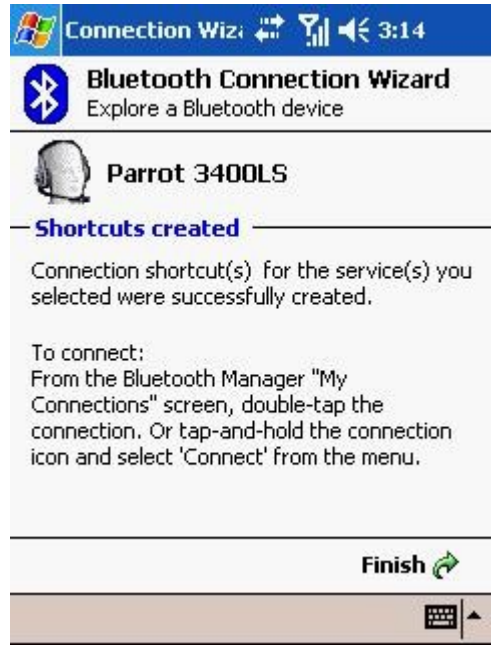 Connection Wiz 3:14
Bluetooth Connection Wizard
Explore a Bluetooth device
Parrot 3400LS
Shortcuts created
Connection shortcut(s) for the service(s) you
selected were successfully created.
To connect:
From the Bluetooth Manager "My
Connections" screen, double-tap the
connection. Or tap-and-hold the connection
icon and select 'Connect' from the menu.
Finish